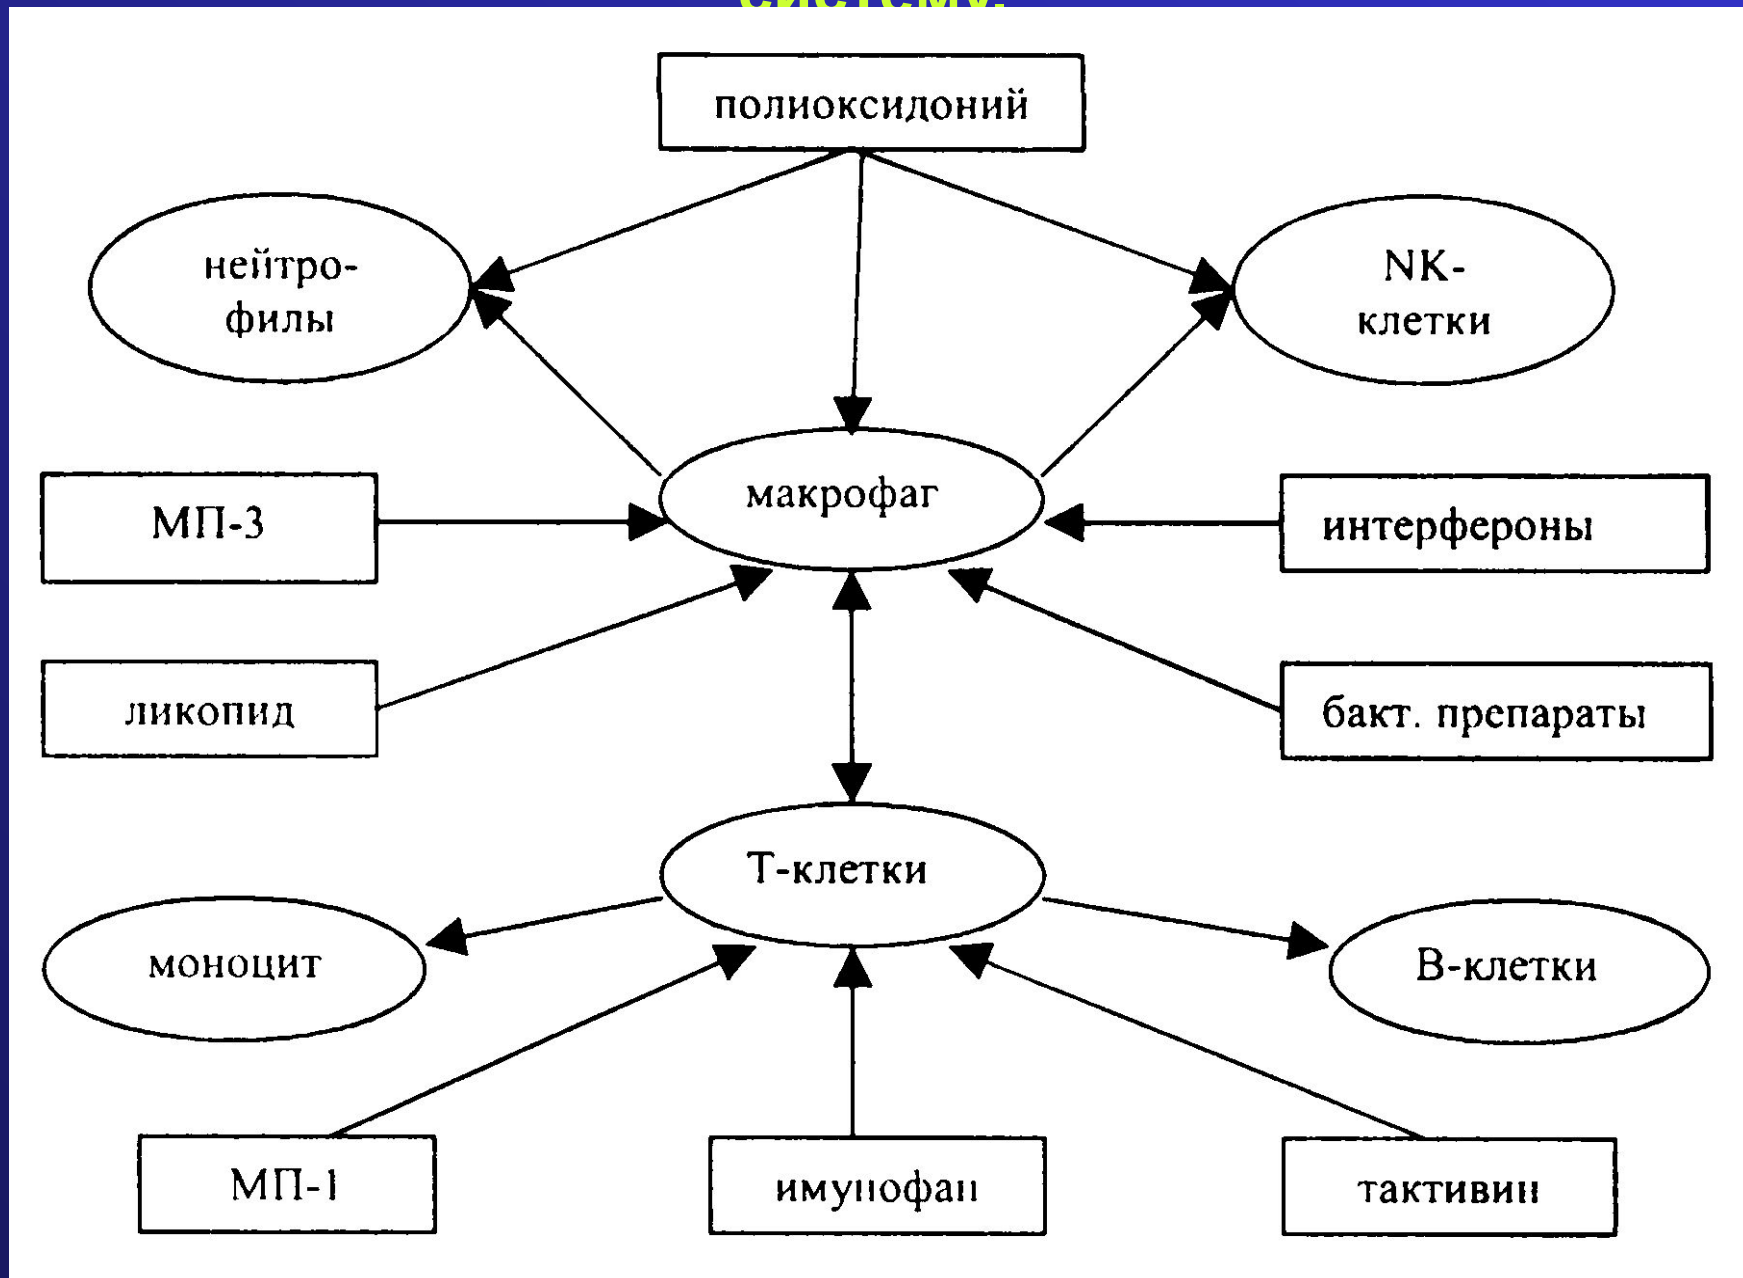 систему.
полиоксидоний
нейтро-
филы
NK-
клетки
макрофаг
МП-3
интерфероны
ликопид
бакт. препараты
Т-клетки
моноцит
В-клетки
МП-1
имунофан
тактивин